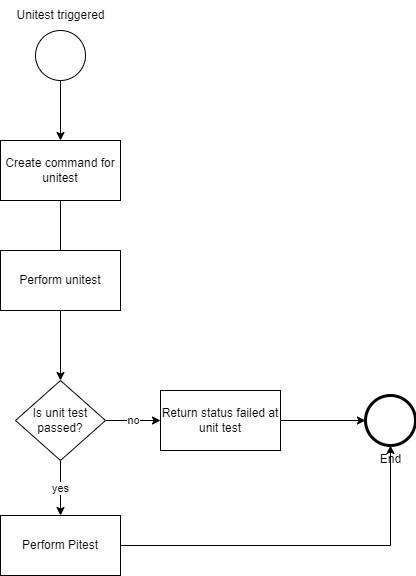 Unitest triggered
Create command for
unitest
Perform unitest
Is unit test
passed?
no
Return status failed at
unit test
End
yes
Perform Pitest